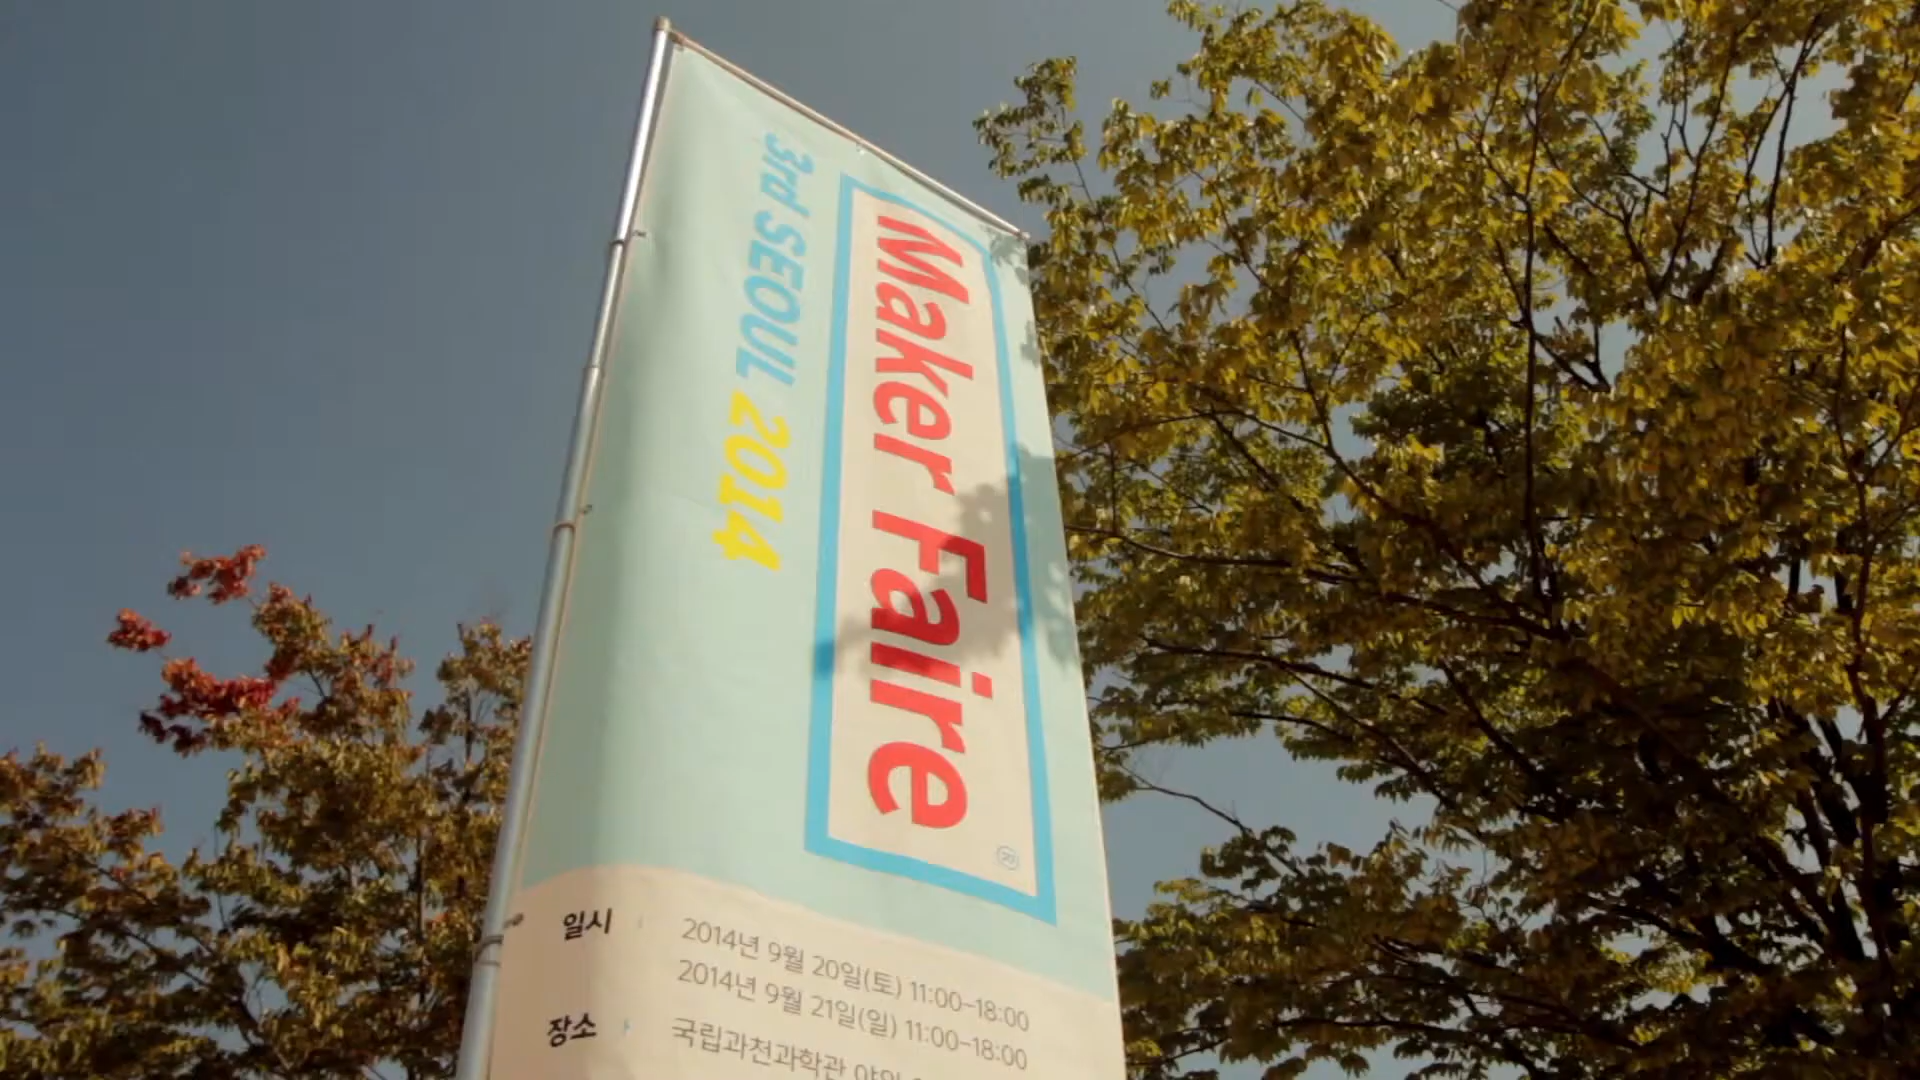 Maker Faire
3rd SEOUL 2014
일시
2014년 9월 20일(토) 11:00–18:00
2014년 9월 21일(일) 11:00–18:00
장소
국립과천과학관